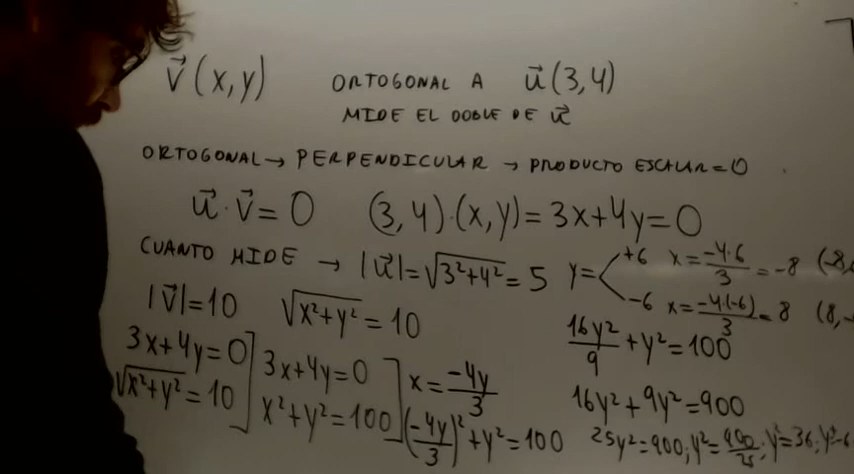 v⃗(x,y) ORTOGONAL A u⃗(3,4)
MIDE EL DOBLE DE u⃗
ORTOGONAL → PERPENDICULAR → PRODUCTO ESCALAR=0
u⃗·v⃗=0 (3,4)·(x,y)=3x+4y=0
CUANTO MIDE → |u⃗|=√(3²+4²)=5
y= +6 x=(-4·6)/3=-8 (-8,
-6 x=(-4·(-6))/3=8 (8,-
|v⃗|=10 √(x²+y²)=10
3x+4y=0
√(x²+y²)=10
3x+4y=0
x²+y²=100
x=-4y/3
(-4y/3)²+y²=100
16y²/9+y²=100
16y²+9y²=900
25y²=900; y²=900/25; y²=36;